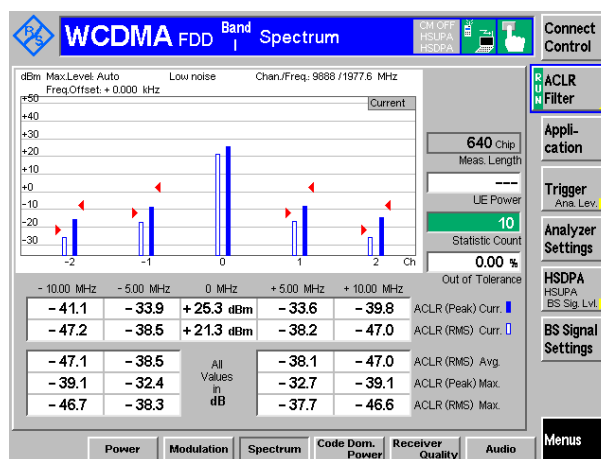 R S
WCDMA FDD Band I Spectrum
CM OFF
HSUPA
HSDPA
Connect
Control
dBm Max.Level: Auto Low noise Chan./Freq.: 9888 / 1977.6 MHz
Freq.Offset: + 0.000 kHz
Current
+50
+40
+30
+20
+10
+0
-10
-20
-30
-2 -1 0 1 2 Ch
640 Chip
Meas. Length
---
UE Power
10
Statistic Count
0.00 %
Out of Tolerance
RUN
ACLR
Filter
Appli-
cation
Trigger
Ana. Lev.
Analyzer
Settings
HSDPA
HSUPA
BS Sig. Lvl.
BS Signal
Settings
Menus
- 10.00 MHz - 5.00 MHz 0 MHz + 5.00 MHz + 10.00 MHz
- 41.1 - 33.9 + 25.3 dBm - 33.6 - 39.8 ACLR (Peak) Curr.
- 47.2 - 38.5 + 21.3 dBm - 38.2 - 47.0 ACLR (RMS) Curr.
- 47.1 - 38.5 All - 38.1 - 47.0 ACLR (RMS) Avg.
- 39.1 - 32.4 Values in - 32.7 - 39.1 ACLR (Peak) Max.
- 46.7 - 38.3 dB - 37.7 - 46.6 ACLR (RMS) Max.
Power Modulation Spectrum Code Dom. Power Receiver Quality Audio